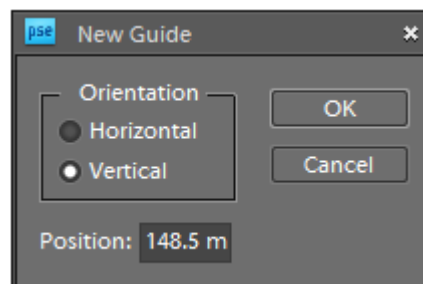 pse New Guide
Orientation
Horizontal
Vertical
OK
Cancel
Position: 148.5 m